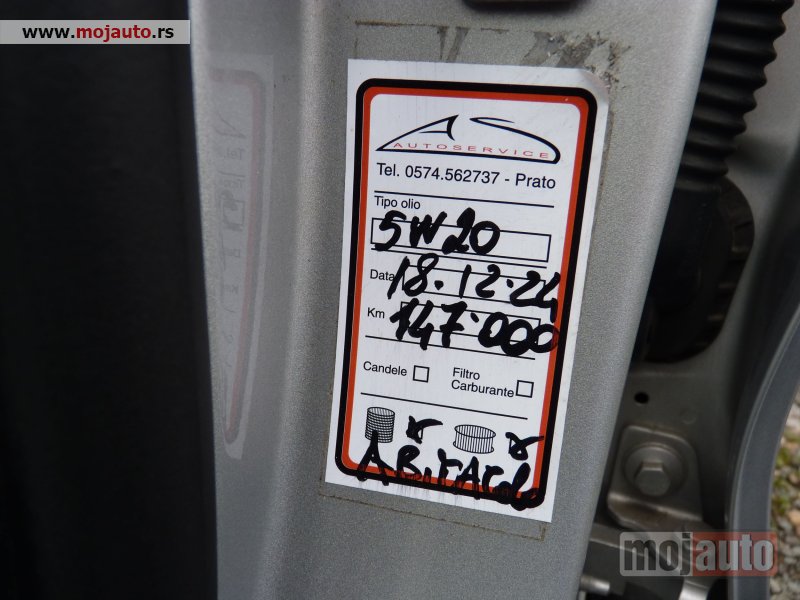 www.mojauto.rs
AS
AUTOSERVICE
Tel. 0574.562737 - Prato
Tipo olio
5W20
Data 18.12.24
Km 147.000
Candele
Filtro
Carburante
mojauto